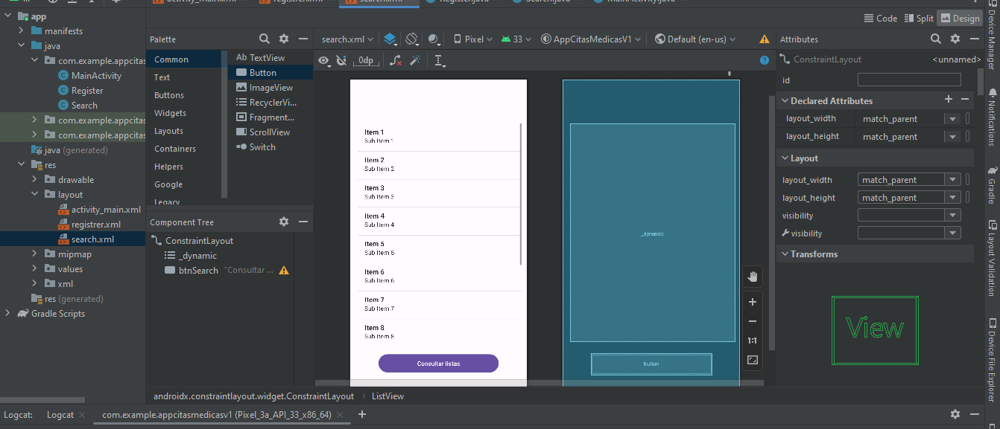 activity_main.xml
registrer.xml
search.xml
Register.java
Search.java
MainActivity.java
app
manifests
java
com.example.appcitas
MainActivity
Register
Search
com.example.appcitas
com.example.appcitas
java (generated)
res
drawable
layout
activity_main.xml
registrer.xml
search.xml
mipmap
values
xml
res (generated)
Gradle Scripts
Palette
Common
Text
Buttons
Widgets
Layouts
Containers
Helpers
Google
Legacy
Ab TextView
Button
ImageView
RecyclerVi...
Fragment...
ScrollView
Switch
Component Tree
ConstraintLayout
_dynamic
btnSearch "Consultar ...
Code Split Design
search.xml Pixel 33 AppCitasMedicasV1 Default (en-us)
0dp
Item 1
Sub Item 1
Item 2
Sub Item 2
Item 3
Sub Item 3
Item 4
Sub Item 4
Item 5
Sub Item 5
Item 6
Sub Item 6
Item 7
Sub Item 7
Item 8
Sub Item 8
Consultar listas
_dynamic
Button
1:1
Attributes
ConstraintLayout <unnamed>
id
Declared Attributes
layout_width match_parent
layout_height match_parent
Layout
layout_width match_parent
layout_height match_parent
visibility
visibility
Transforms
View
Device Manager
Notifications
Gradle
Layout Validation
Device File Explorer
androidx.constraintlayout.widget.ConstraintLayout > ListView
Logcat: Logcat com.example.appcitasmedicasv1 (Pixel_3a_API_33_x86_64)